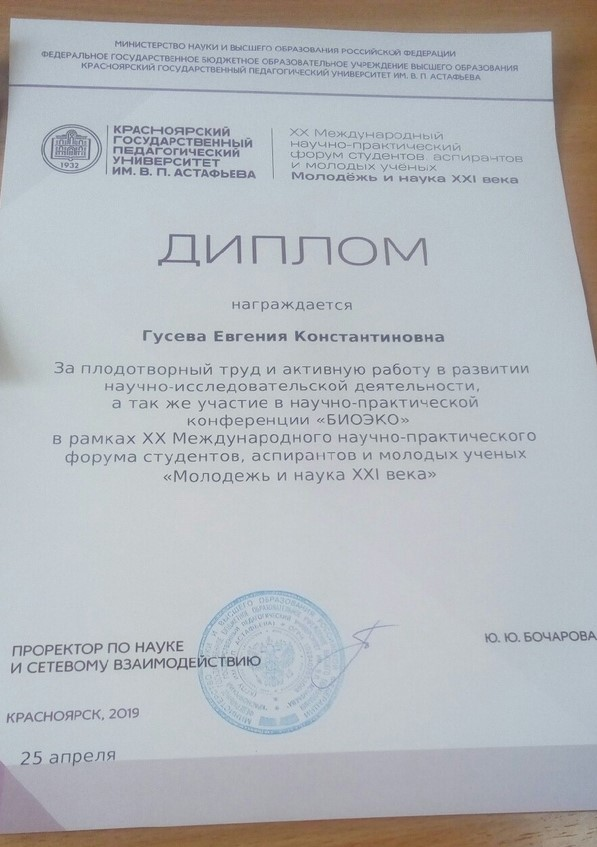 МИНИСТЕРСТВО НАУКИ И ВЫСШЕГО ОБРАЗОВАНИЯ РОССИЙСКОЙ ФЕДЕРАЦИИ
ФЕДЕРАЛЬНОЕ ГОСУДАРСТВЕННОЕ БЮДЖЕТНОЕ ОБРАЗОВАТЕЛЬНОЕ УЧРЕЖДЕНИЕ ВЫСШЕГО ОБРАЗОВАНИЯ
КРАСНОЯРСКИЙ ГОСУДАРСТВЕННЫЙ ПЕДАГОГИЧЕСКИЙ УНИВЕРСИТЕТ ИМ. В. П. АСТАФЬЕВА
1932
КРАСНОЯРСКИЙ
ГОСУДАРСТВЕННЫЙ
ПЕДАГОГИЧЕСКИЙ
УНИВЕРСИТЕТ
ИМ. В. П. АСТАФЬЕВА
XX Международный
научно-практический
форум студентов, аспирантов
и молодых учёных
Молодёжь и наука XXI века
ДИПЛОМ
награждается
Гусева Евгения Константиновна
За плодотворный труд и активную работу в развитии
научно-исследовательской деятельности,
а так же участие в научно-практической
конференции «БИОЭКО»
в рамках XX Международного научно-практического
форума студентов, аспирантов и молодых ученых
«Молодежь и наука XXI века»
ПРОРЕКТОР ПО НАУКЕ
И СЕТЕВОМУ ВЗАИМОДЕЙСТВИЮ
Ю. Ю. БОЧАРОВА
КРАСНОЯРСК, 2019
25 апреля